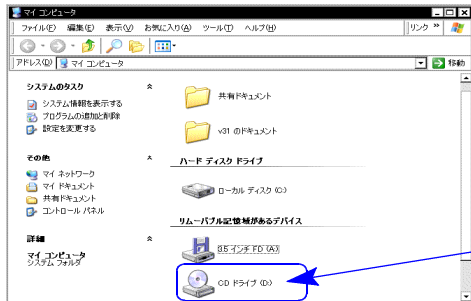 マイ コンピュータ
ファイル(F) 編集(E) 表示(V) お気に入り(A) ツール(T) ヘルプ(H) リンク »
アドレス(D) マイ コンピュータ 移動
システムのタスク
システム情報を表示する
プログラムの追加と削除
設定を変更する
その他
マイ ネットワーク
マイ ドキュメント
共有ドキュメント
コントロール パネル
詳細
マイ コンピュータ
システム フォルダ
共有ドキュメント
v31 のドキュメント
ハード ディスク ドライブ
ローカル ディスク (C:)
リムーバブル記憶域があるデバイス
3.5 インチ FD (A:)
CD ドライブ (D:)